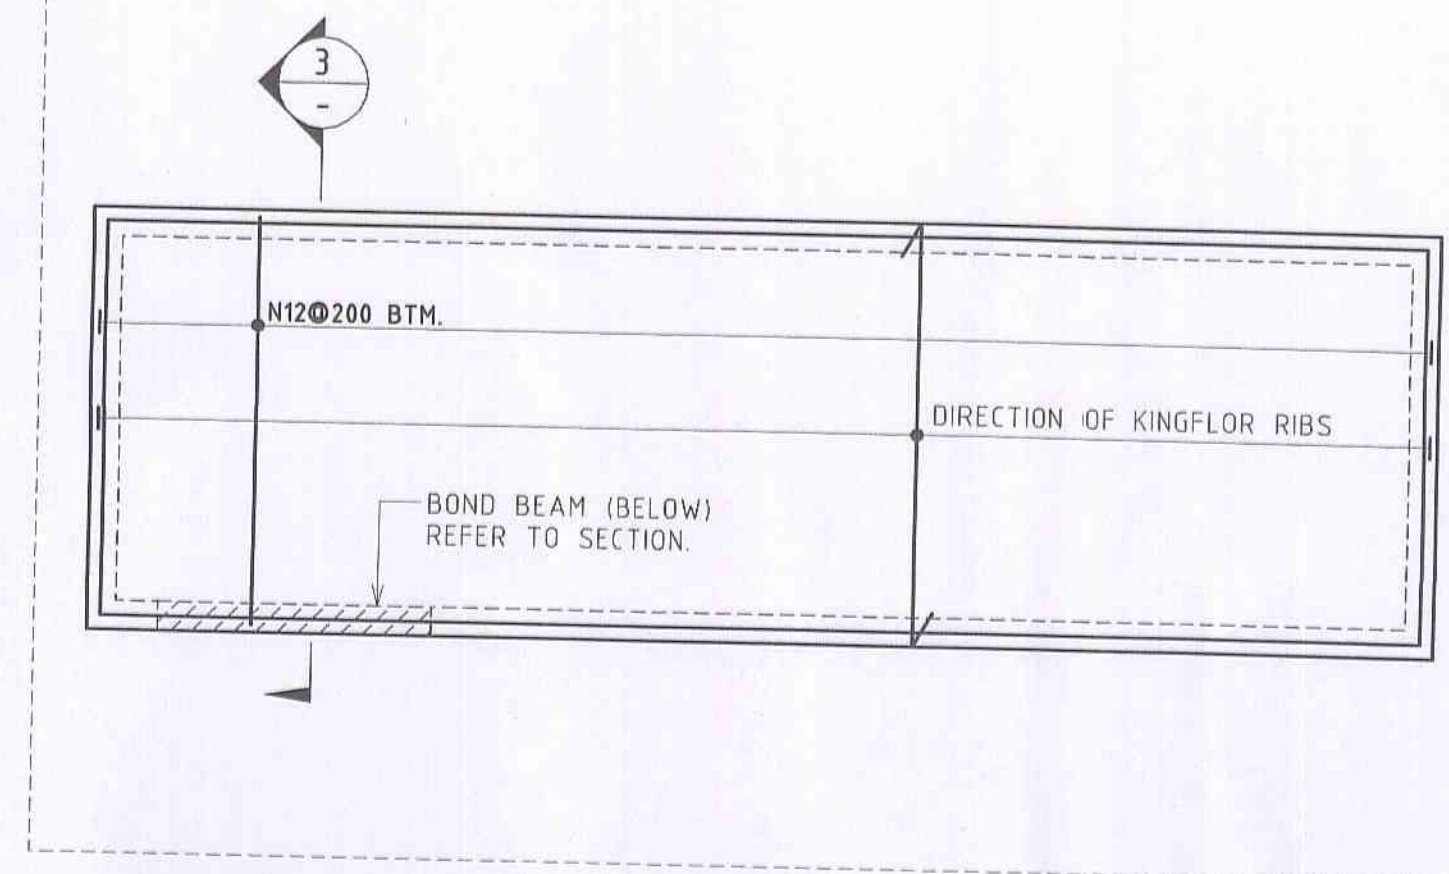 3
-
N12@200 BTM.
DIRECTION OF KINGFLOR RIBS
BOND BEAM (BELOW)
REFER TO SECTION.